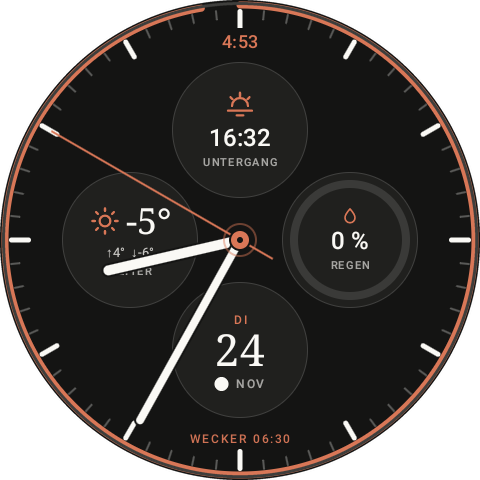 4:53
16:32
UNTERGANG
-5°
↑4° ↓-6°
0 %
REGEN
DI
24
NOV
WECKER 06:30